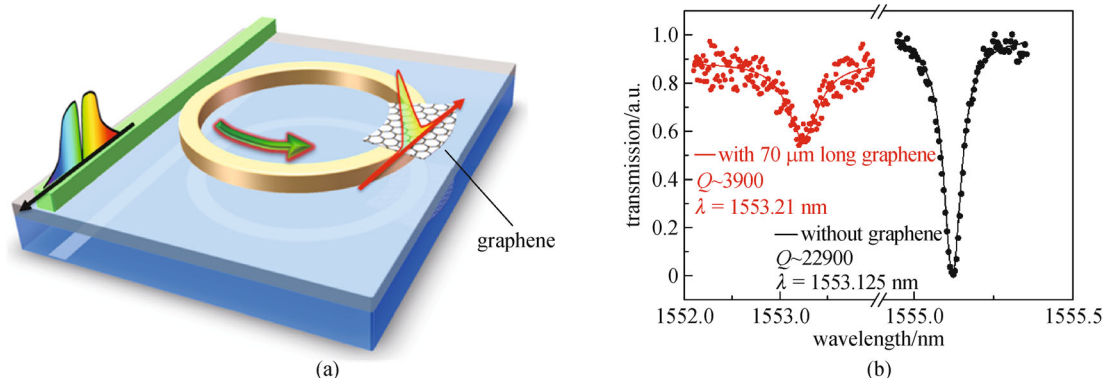 graphene
(a)
transmission/a.u.
1.0
0.8
0.6
0.4
0.2
0
with 70 μm long graphene
Q~3900
λ = 1553.21 nm
without graphene
Q~22900
λ = 1553.125 nm
1552.0 1553.0 1555.0 1555.5
wavelength/nm
(b)